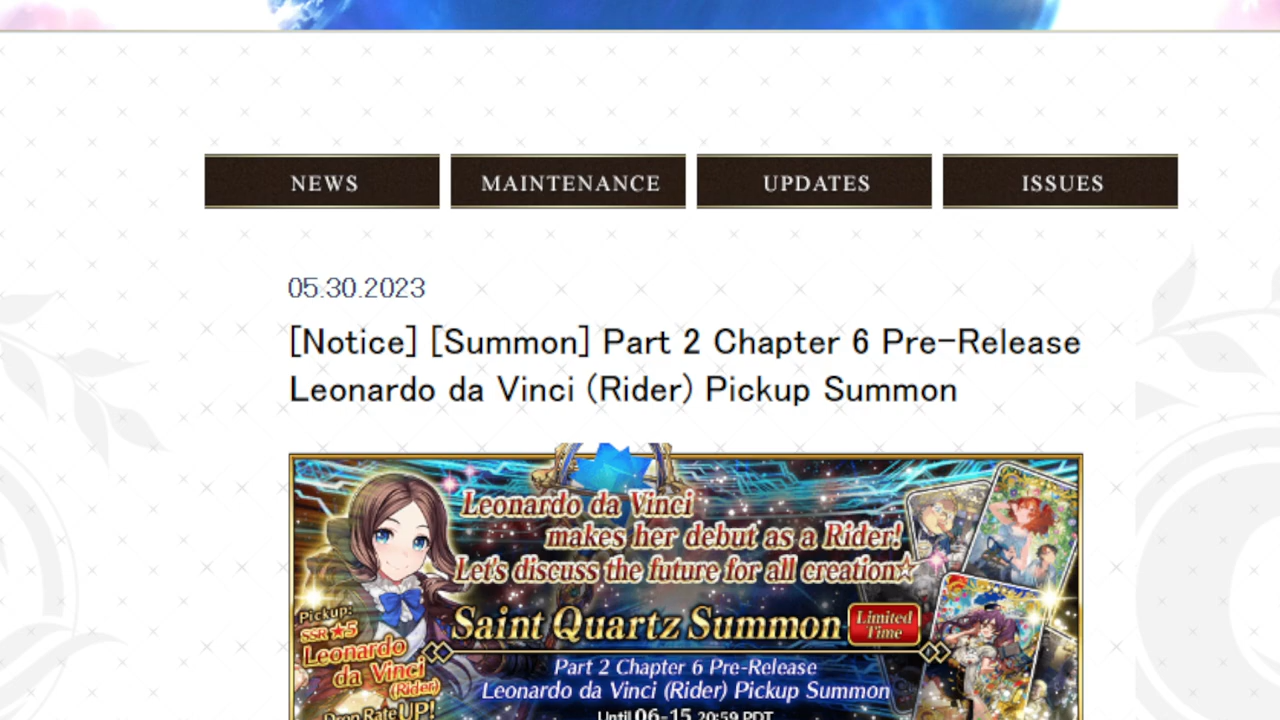 NEWS
MAINTENANCE
UPDATES
ISSUES
05.30.2023
[Notice] [Summon] Part 2 Chapter 6 Pre-Release
Leonardo da Vinci (Rider) Pickup Summon
Leonardo da Vinci
makes her debut as a Rider!
Let's discuss the future for all creation☆
Saint Quartz Summon
Limited
Time
Pickup:
SSR ★5
Leonardo
da Vinci
(Rider)
Drop Rate UP!
Part 2 Chapter 6 Pre-Release
Leonardo da Vinci (Rider) Pickup Summon
Until 06-15 20:59 PDT